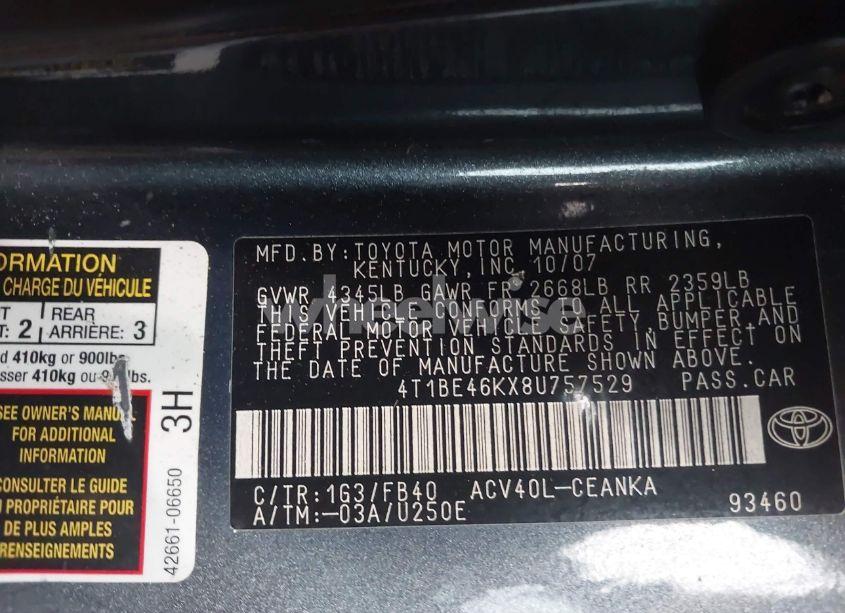 ORMATION
CHARGE DU VÉHICULE
T: 2
REAR
ARRIÈRE: 3
d 410kg or 900lbs
sser 410kg ou lbs.
SEE OWNER'S MANUAL
FOR ADDITIONAL
INFORMATION
ONSULTER LE GUIDE
U PROPRIÉTAIRE POUR
DE PLUS AMPLES
RENSEIGNEMENTS
3H
42661-06650
MFD.BY:TOYOTA MOTOR MANUFACTURING,
KENTUCKY,INC. 10/07
GVWR 4345LB GAWR FR 2668LB RR 2359LB
THIS VEHICLE CONFORMS TO ALL APPLICABLE
FEDERAL MOTOR VEHICLE SAFETY,BUMPER,AND
THEFT PREVENTION STANDARDS IN EFFECT ON
THE DATE OF MANUFACTURE SHOWN ABOVE.
4T1BE46KX8U757529 PASS.CAR
C/TR:1G3/FB40 ACV40L-CEANKA
A/TM:-03A/U250E 93460
wheelwise